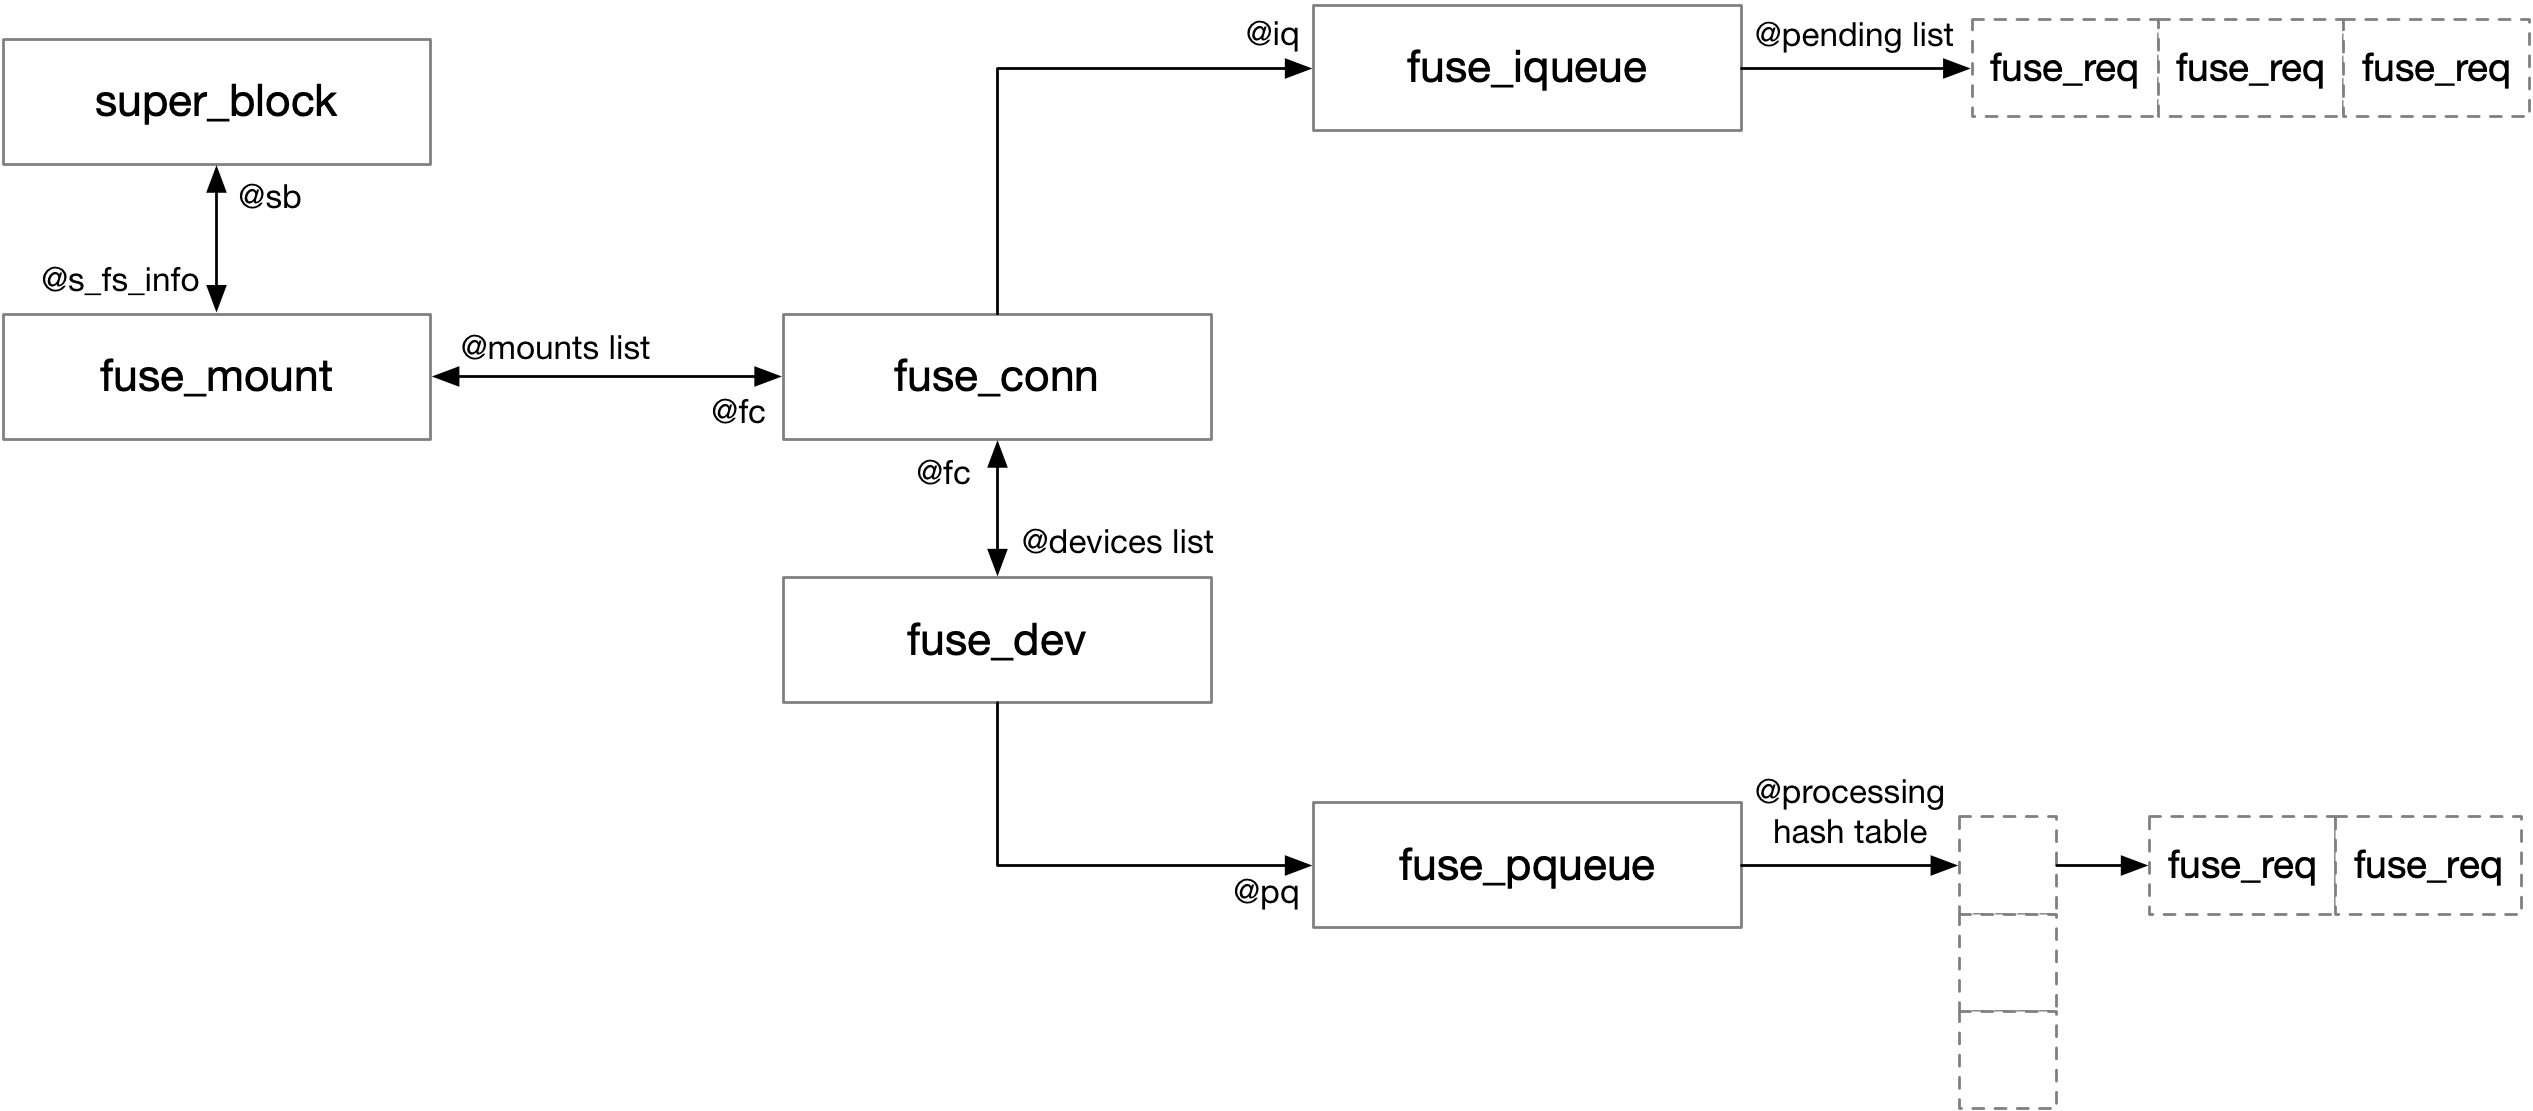 @iq
fuse_iqueue
@pending list
fuse_req
fuse_req
fuse_req
super_block
@sb
@s_fs_info
fuse_mount
@mounts list
@fc
fuse_conn
@fc
@devices list
fuse_dev
@pq
fuse_pqueue
@processing
hash table
fuse_req
fuse_req